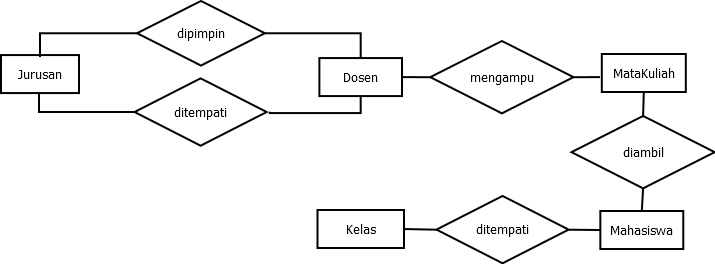 dipimpin
Jurusan
Dosen
mengampu
MataKuliah
ditempati
diambil
Kelas
ditempati
Mahasiswa